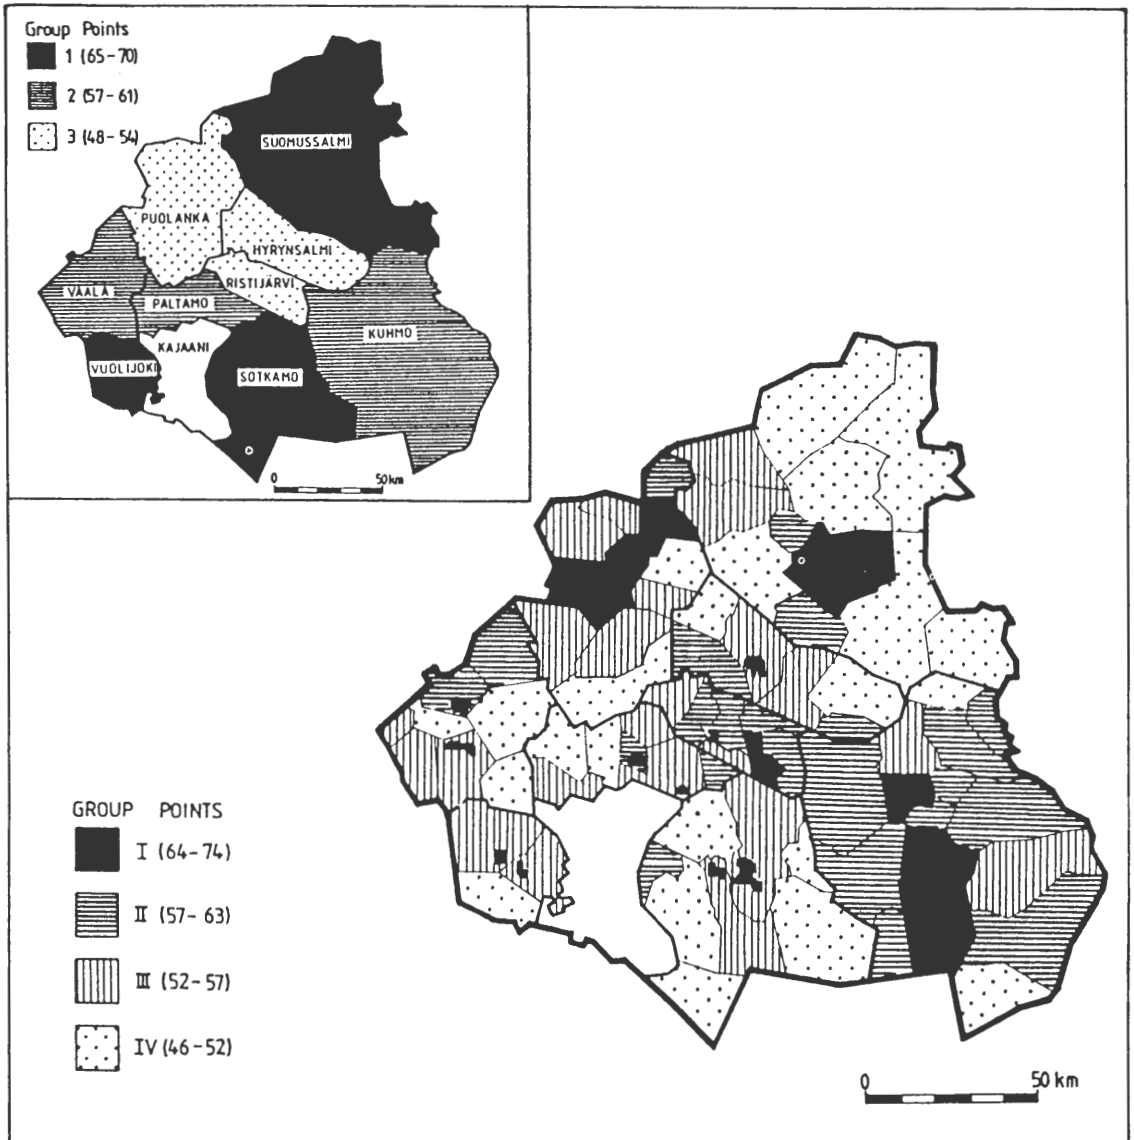 Group Points
1 (65-70)
2 (57-61)
3 (48-54)
SUOMUSSALMI
PUOLANKA
HYRYNSALMI
RISTIJÄRVI
VAALA
PALTAMO
KUHMO
KAJAANI
VUOLIJOKI
SOTKAMO
0 50km
GROUP POINTS
I (64-74)
II (57-63)
III (52-57)
IV (46-52)
0 50 km